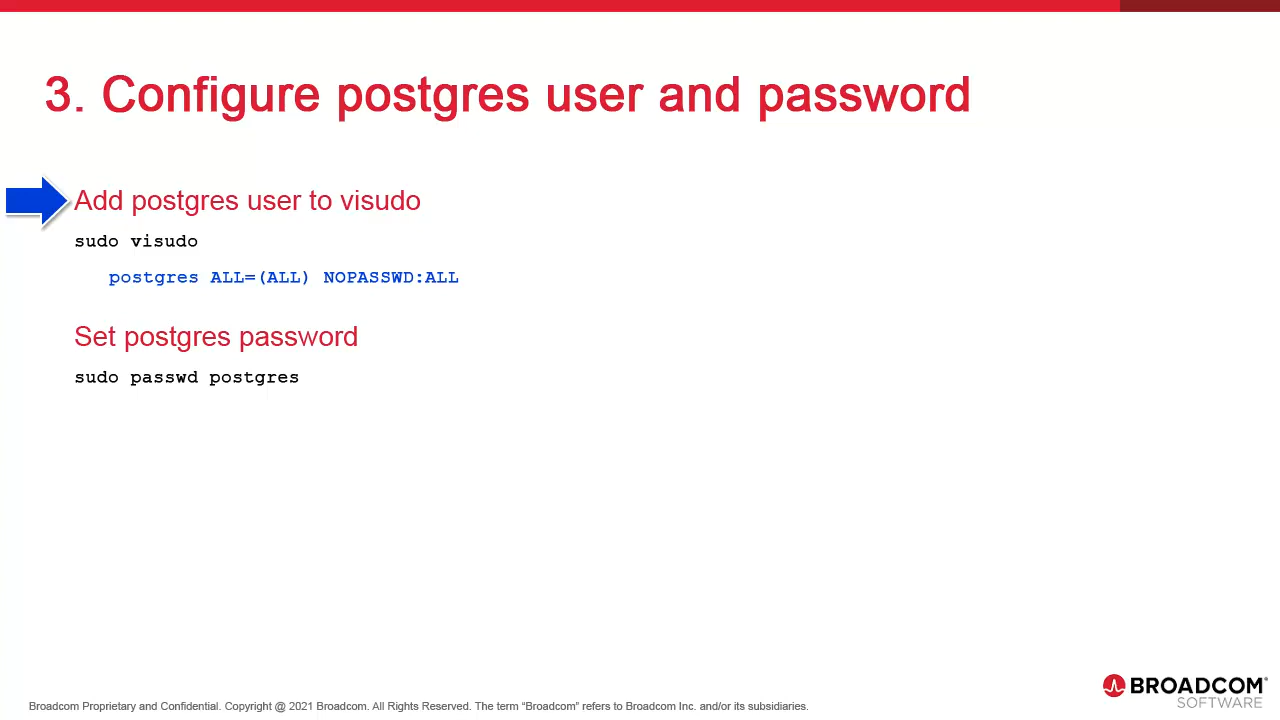 3. Configure postgres user and password
Add postgres user to visudo
sudo visudo
postgres ALL=(ALL) NOPASSWD:ALL
Set postgres password
sudo passwd postgres
BROADCOM®
SOFTWARE
Broadcom Proprietary and Confidential. Copyright @ 2021 Broadcom. All Rights Reserved. The term “Broadcom” refers to Broadcom Inc. and/or its subsidiaries.